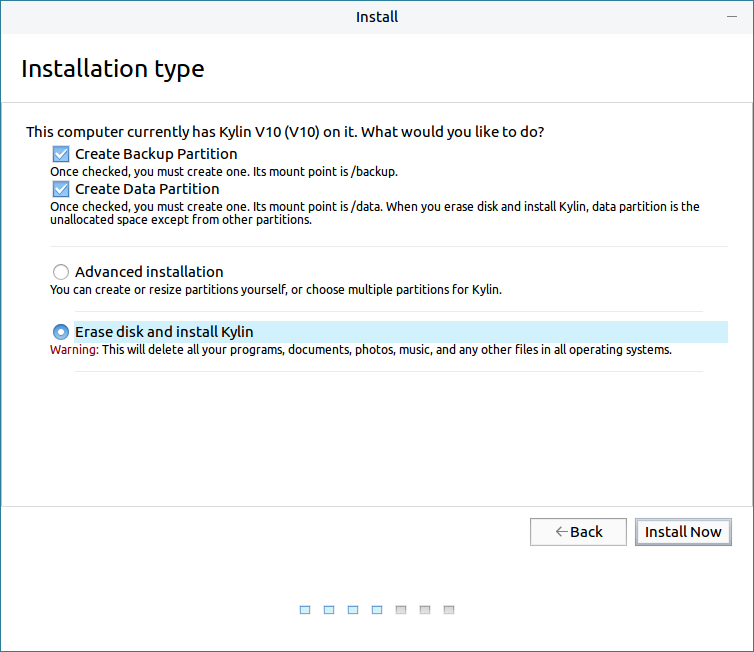 Install
Installation type
This computer currently has Kylin V10 (V10) on it. What would you like to do?
Create Backup Partition
Once checked, you must create one. Its mount point is /backup.
Create Data Partition
Once checked, you must create one. Its mount point is /data. When you erase disk and install Kylin, data partition is the
unallocated space except from other partitions.
Advanced installation
You can create or resize partitions yourself, or choose multiple partitions for Kylin.
Erase disk and install Kylin
Warning: This will delete all your programs, documents, photos, music, and any other files in all operating systems.
←Back
Install Now